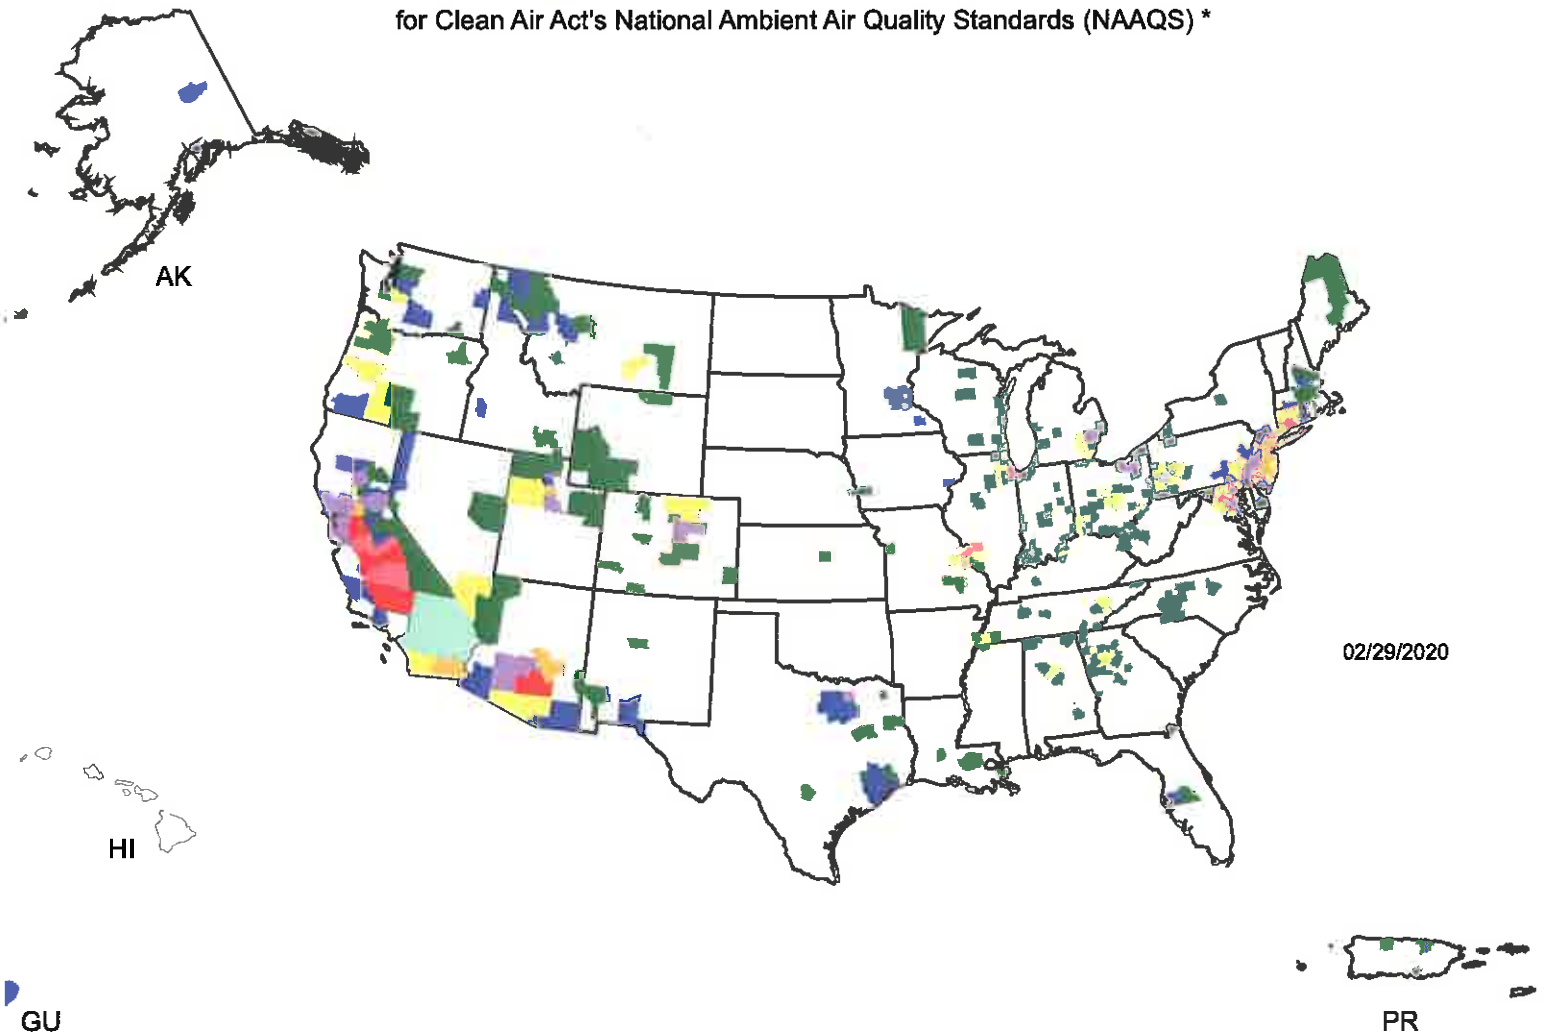 for Clean Air Act's National Ambient Air Quality Standards (NAAQS) *
AK
02/29/2020
HI
GU
PR